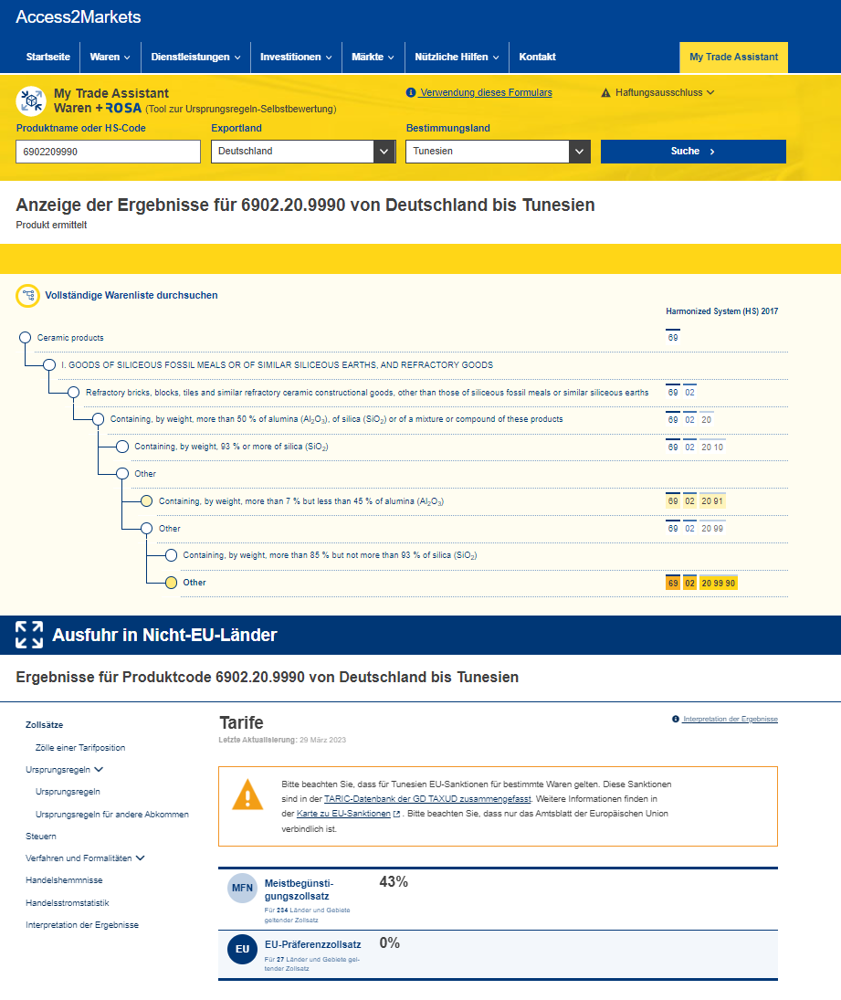 Access2Markets
Startseite Waren Dienstleistungen Investitionen Märkte Nützliche Hilfen Kontakt My Trade Assistant
My Trade Assistant
Waren + ROSA (Tool zur Ursprungsregeln-Selbstbewertung)
Verwendung dieses Formulars
Haftungsausschluss
Produktname oder HS-Code Exportland Bestimmungsland
6902209990 Deutschland Tunesien Suche
Anzeige der Ergebnisse für 6902.20.9990 von Deutschland bis Tunesien
Produkt ermittelt
Vollständige Warenliste durchsuchen
Harmonized System (HS) 2017
Ceramic products 69
I. GOODS OF SILICEOUS FOSSIL MEALS OR OF SIMILAR SILICEOUS EARTHS, AND REFRACTORY GOODS
Refractory bricks, blocks, tiles and similar refractory ceramic constructional goods, other than those of siliceous fossil meals or similar siliceous earths 69 02
Containing, by weight, more than 50 % of alumina (Al₂O₃), of silica (SiO₂) or of a mixture or compound of these products 69 02 20
Containing, by weight, 93 % or more of silica (SiO₂) 69 02 20 10
Other
Containing, by weight, more than 7 % but less than 45 % of alumina (Al₂O₃) 69 02 20 91
Other 69 02 20 99
Containing, by weight, more than 85 % but not more than 93 % of silica (SiO₂)
Other 69 02 20 99 90
Ausfuhr in Nicht-EU-Länder
Ergebnisse für Produktcode 6902.20.9990 von Deutschland bis Tunesien
Zollsätze
Zölle einer Tarifposition
Ursprungsregeln
Ursprungsregeln
Ursprungsregeln für andere Abkommen
Steuern
Verfahren und Formalitäten
Handelshemmnisse
Handelsstromstatistik
Interpretation der Ergebnisse
Tarife
Letzte Aktualisierung: 29 März 2023
Interpretation der Ergebnisse
Bitte beachten Sie, dass für Tunesien EU-Sanktionen für bestimmte Waren gelten. Diese Sanktionen
sind in der TARIC-Datenbank der GD TAXUD zusammengefasst. Weitere Informationen finden in
der Karte zu EU-Sanktionen . Bitte beachten Sie, dass nur das Amtsblatt der Europäischen Union
verbindlich ist.
MFN Meistbegünsti- 43%
gungszollsatz
Für 234 Länder und Gebiete
geltender Zollsatz
EU EU-Präferenzzollsatz 0%
Für 27 Länder und Gebiete gel-
tender Zollsatz